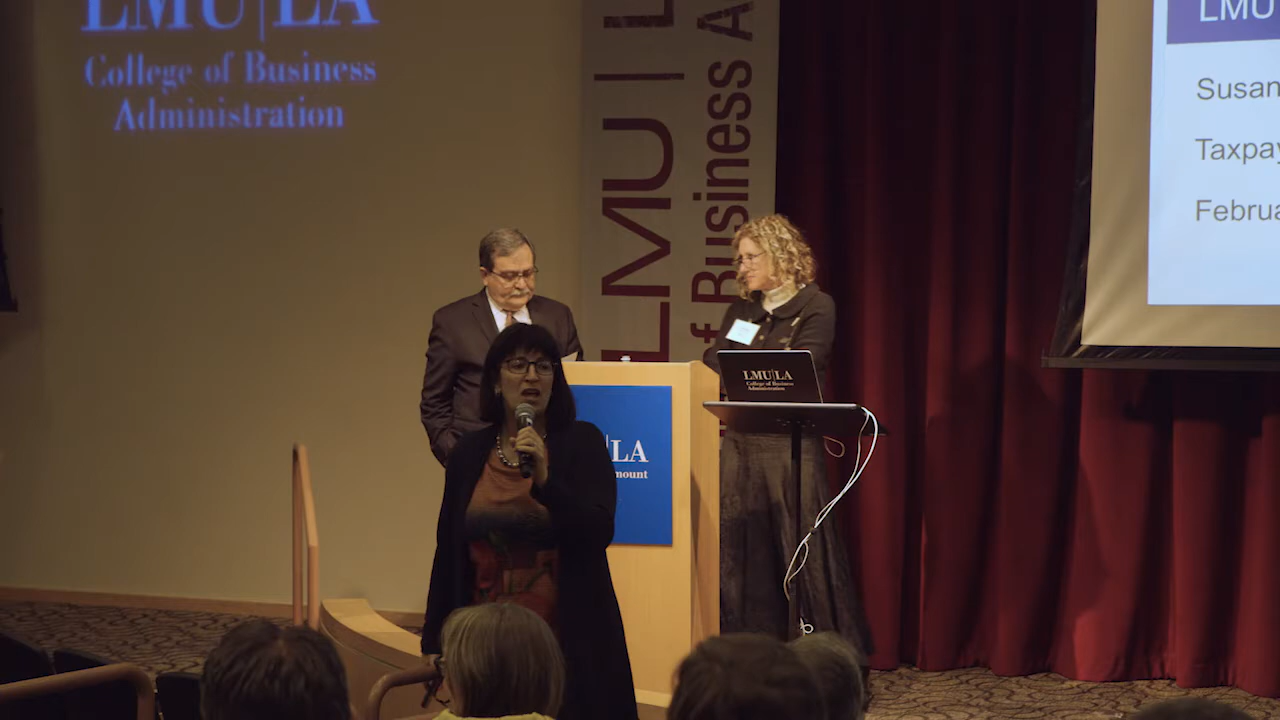 LMU|LA
College of Business
Administration
LMU | L
of Business A
LMU
Susan
Taxpay
Februa
LMU|LA
College of Business
Administration
LA
mount